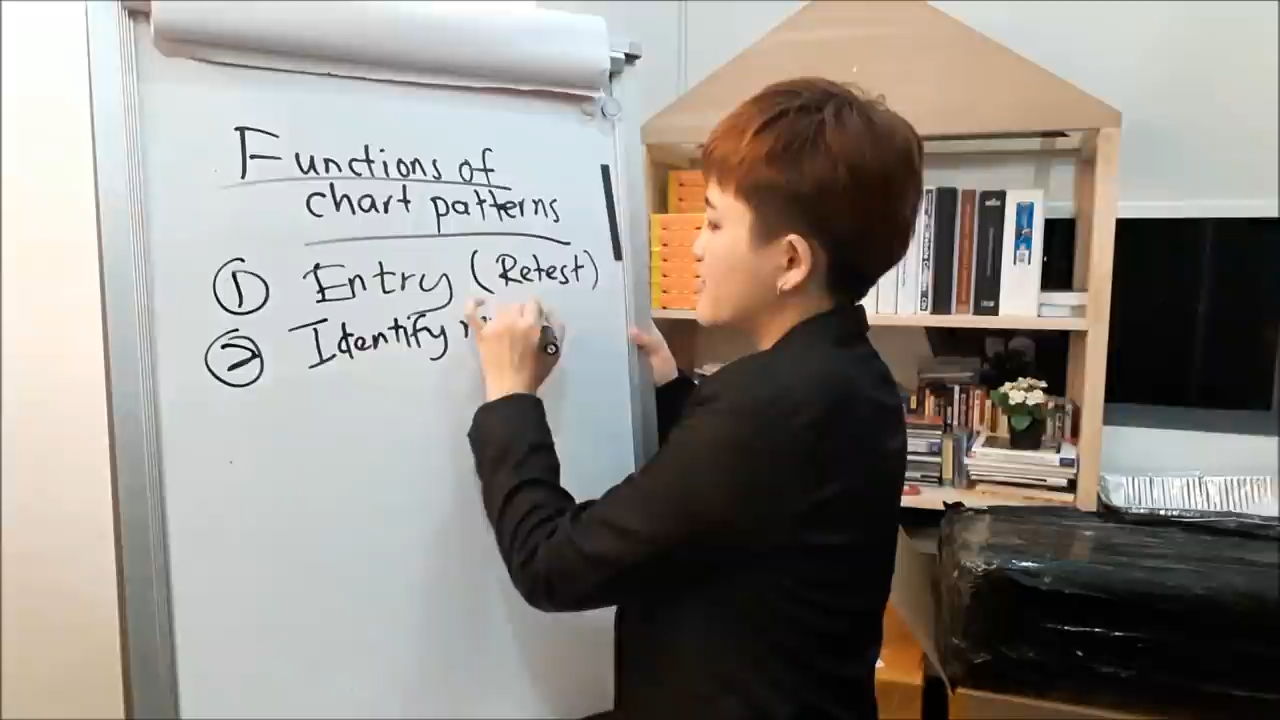 Functions of
chart patterns
① Entry (Retest)
② Identify